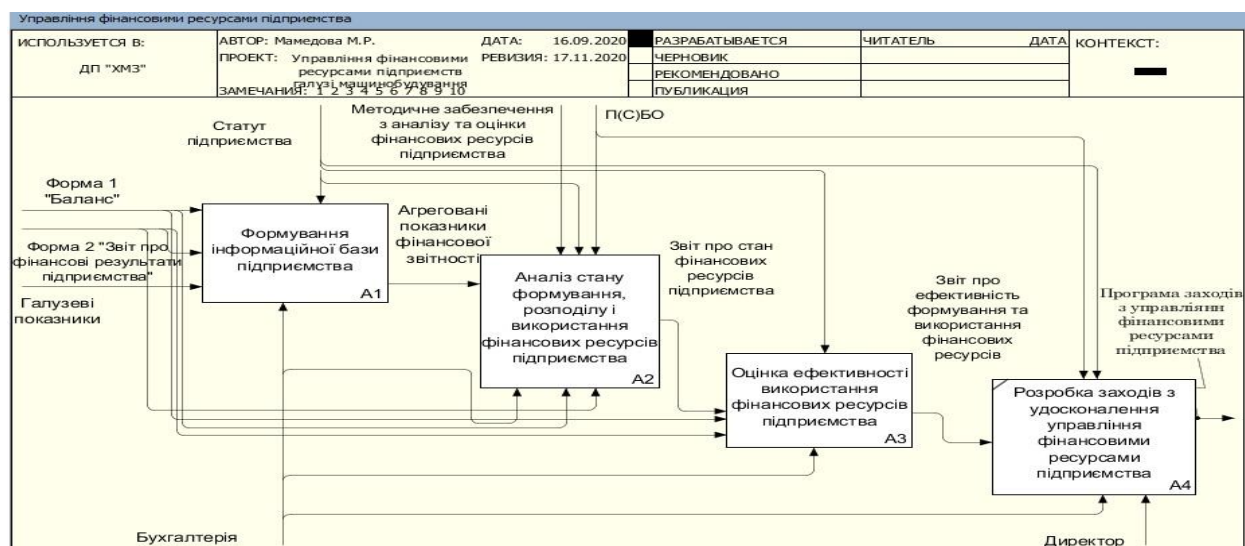 Управління фінансовими ресурсами підприємства
ИСПОЛЬЗУЕТСЯ В:
ДП "ХМЗ"
АВТОР: Мамедова М.Р.
ДАТА: 16.09.2020
ПРОЕКТ: Управління фінансовими
ресурсами підприємств
галузі машинобудування
РЕВИЗИЯ: 17.11.2020
ЗАМЕЧАНИЯ: 1 2 3 4 5 6 7 8 9 10
РАЗРАБАТЫВАЕТСЯ
ЧЕРНОВИК
РЕКОМЕНДОВАНО
ПУБЛИКАЦИЯ
ЧИТАТЕЛЬ
ДАТА
КОНТЕКСТ:
Статут
підприємства
Методичне забезпечення
з аналізу та оцінки
фінансових ресурсів
підприємства
П(С)БО
Форма 1
"Баланс"
Форма 2 "Звіт про
фінансові результати
підприємства"
Галузеві
показники
Формування
інформаційної бази
підприємства
А1
Агреговані
показники
фінансової
звітності
Аналіз стану
формування,
розподілу і
використання
фінансових ресурсів
підприємства
А2
Звіт про стан
фінансових
ресурсів
підприємства
Оцінка ефективності
використання
фінансових ресурсів
підприємства
А3
Звіт про
ефективність
формування та
використання
фінансових
ресурсів
Програма заходів
з управліяни
фінансовими
ресурсами
підприємства
Розробка заходів з
удосконалення
управління
фінансовими
ресурсами
підприємства
А4
Бухгалтерія
Директор